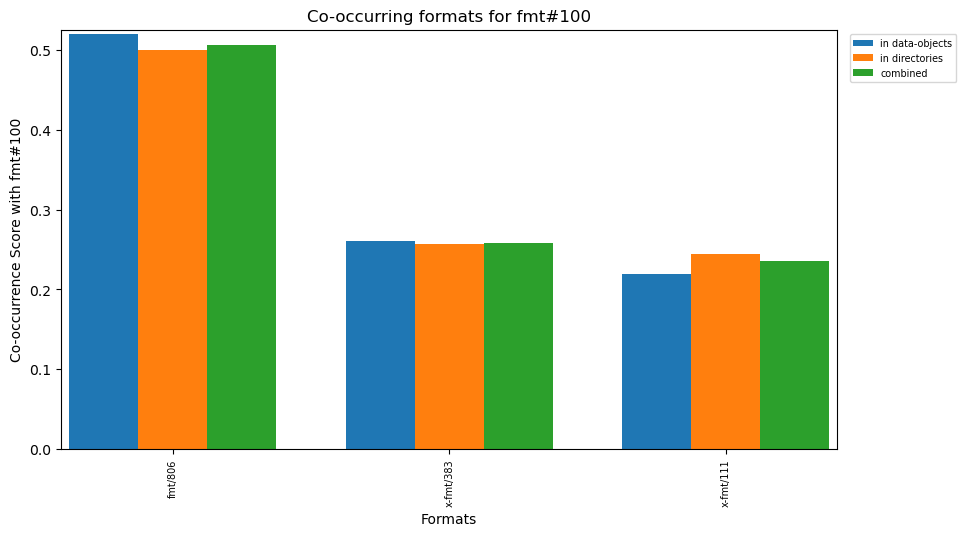 Co-occurring formats for fmt#100
in data-objects
in directories
combined
Co-occurrence Score with fmt#100
0.5
0.4
0.3
0.2
0.1
0.0
fmt/806
x-fmt/383
x-fmt/111
Formats